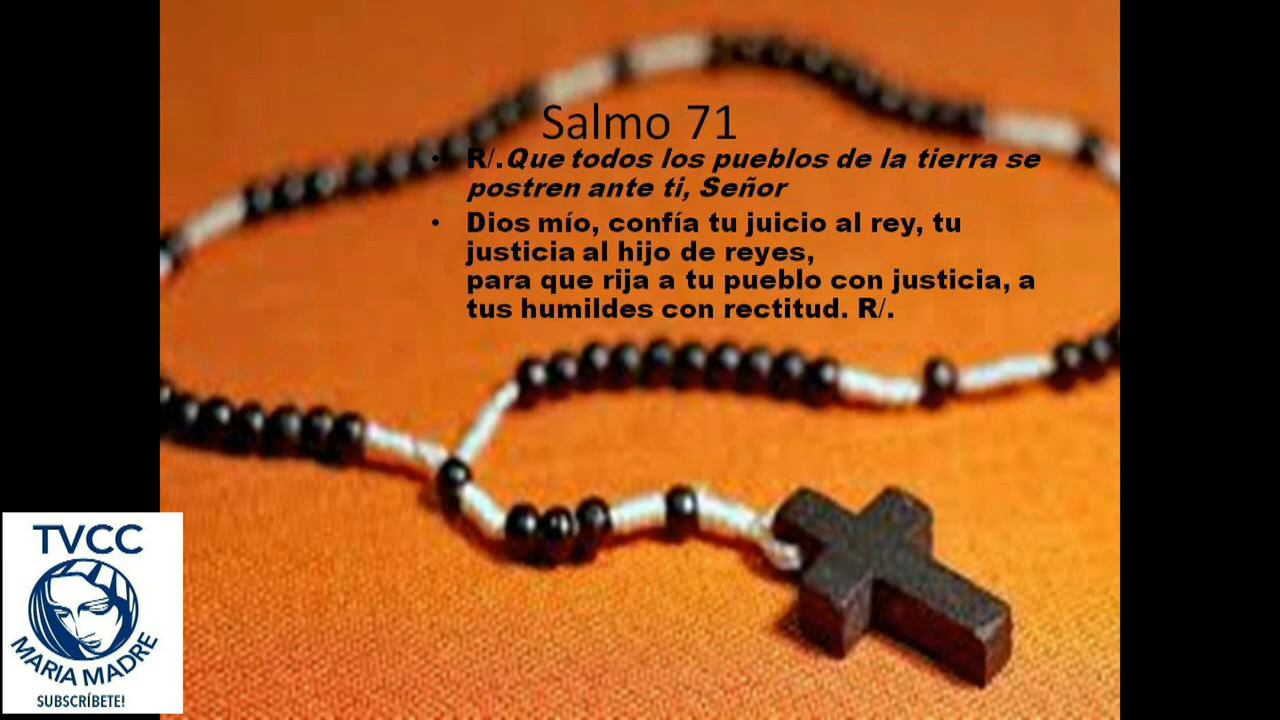 Salmo 71
• R/.Que todos los pueblos de la tierra se
postren ante ti, Señor
• Dios mío, confía tu juicio al rey, tu
justicia al hijo de reyes,
para que rija a tu pueblo con justicia, a
tus humildes con rectitud. R/.
TVCC
MARIA MADRE
SUBSCRÍBETE!